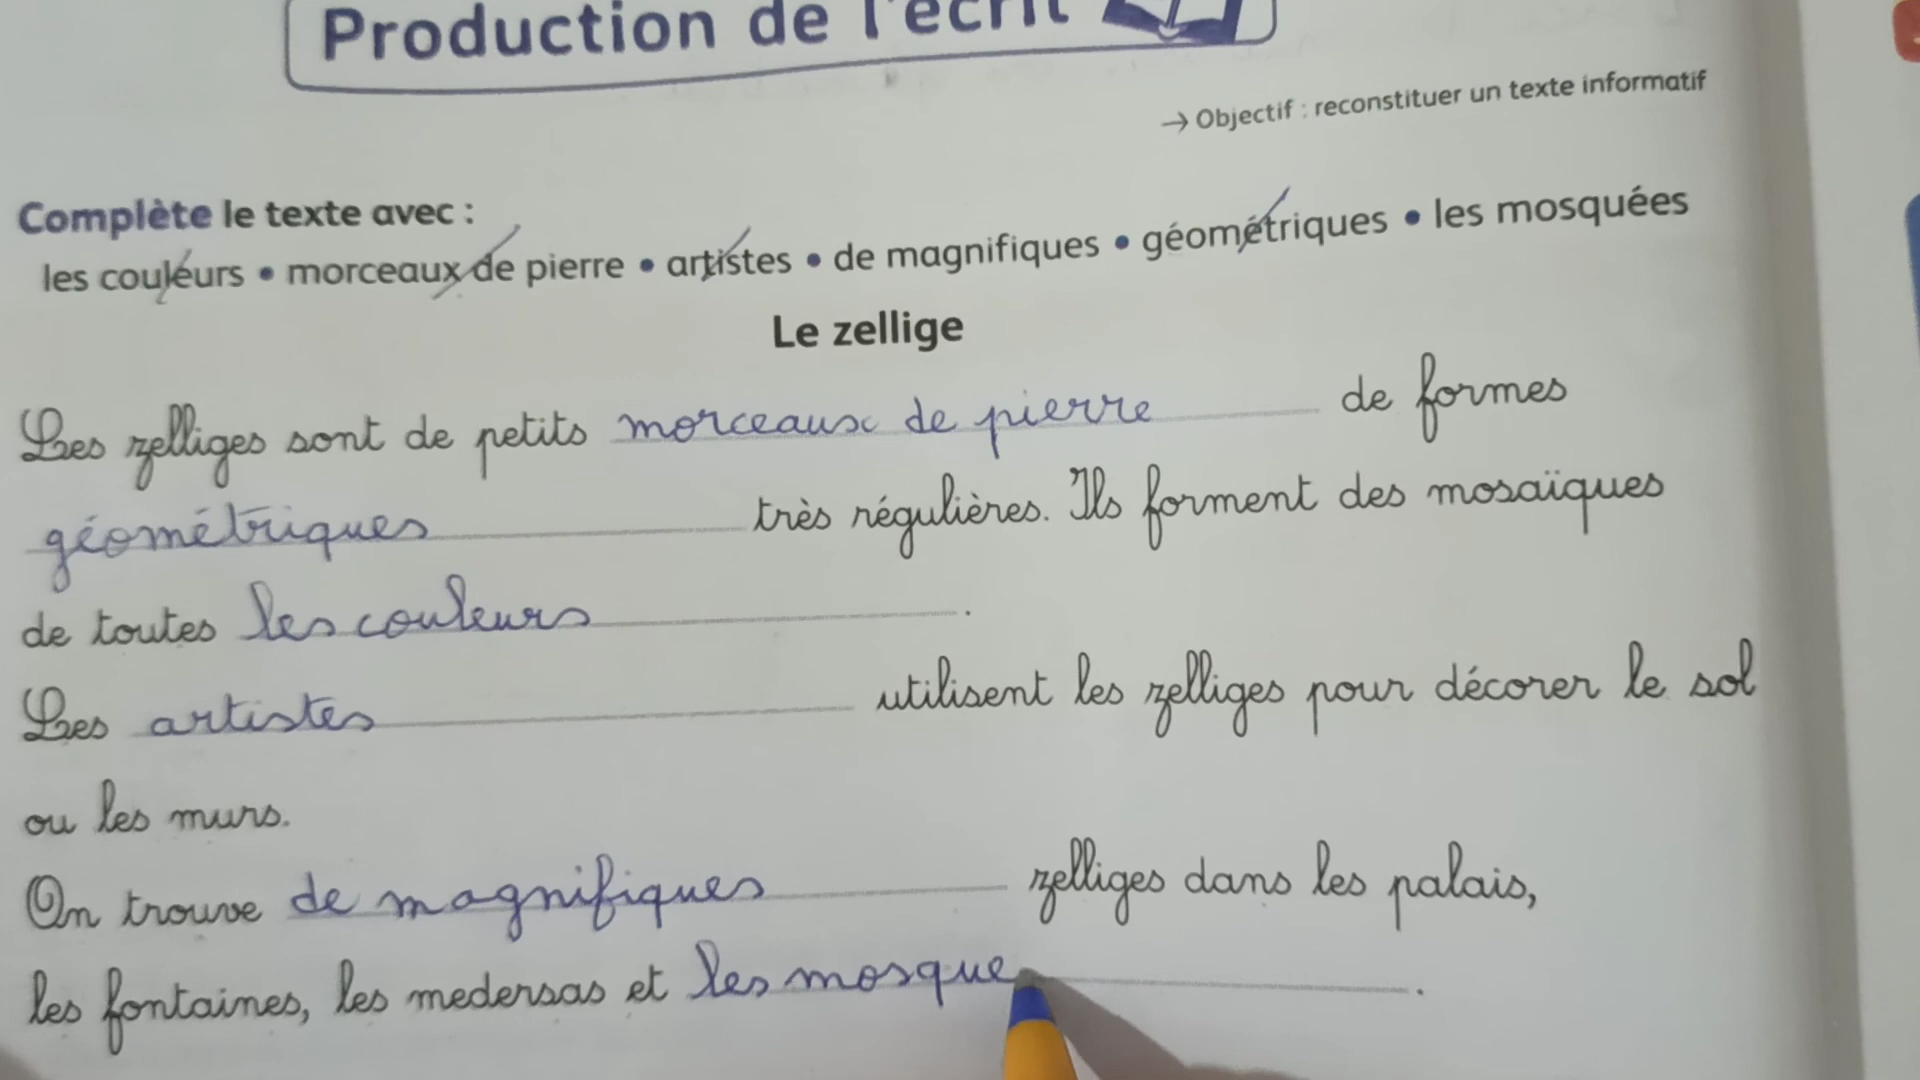 Production de l'écrit
→ Objectif : reconstituer un texte informatif
Complète le texte avec :
les couleurs • morceaux de pierre • artistes • de magnifiques • géométriques • les mosquées
Le zellige
Les zelliges sont de petits morceaux de pierre de formes
géométriques très régulières. Ils forment des mosaïques
de toutes les couleurs .
Les artistes utilisent les zelliges pour décorer le sol
ou les murs.
On trouve de magnifiques zelliges dans les palais,
les fontaines, les medersas et les mosque .